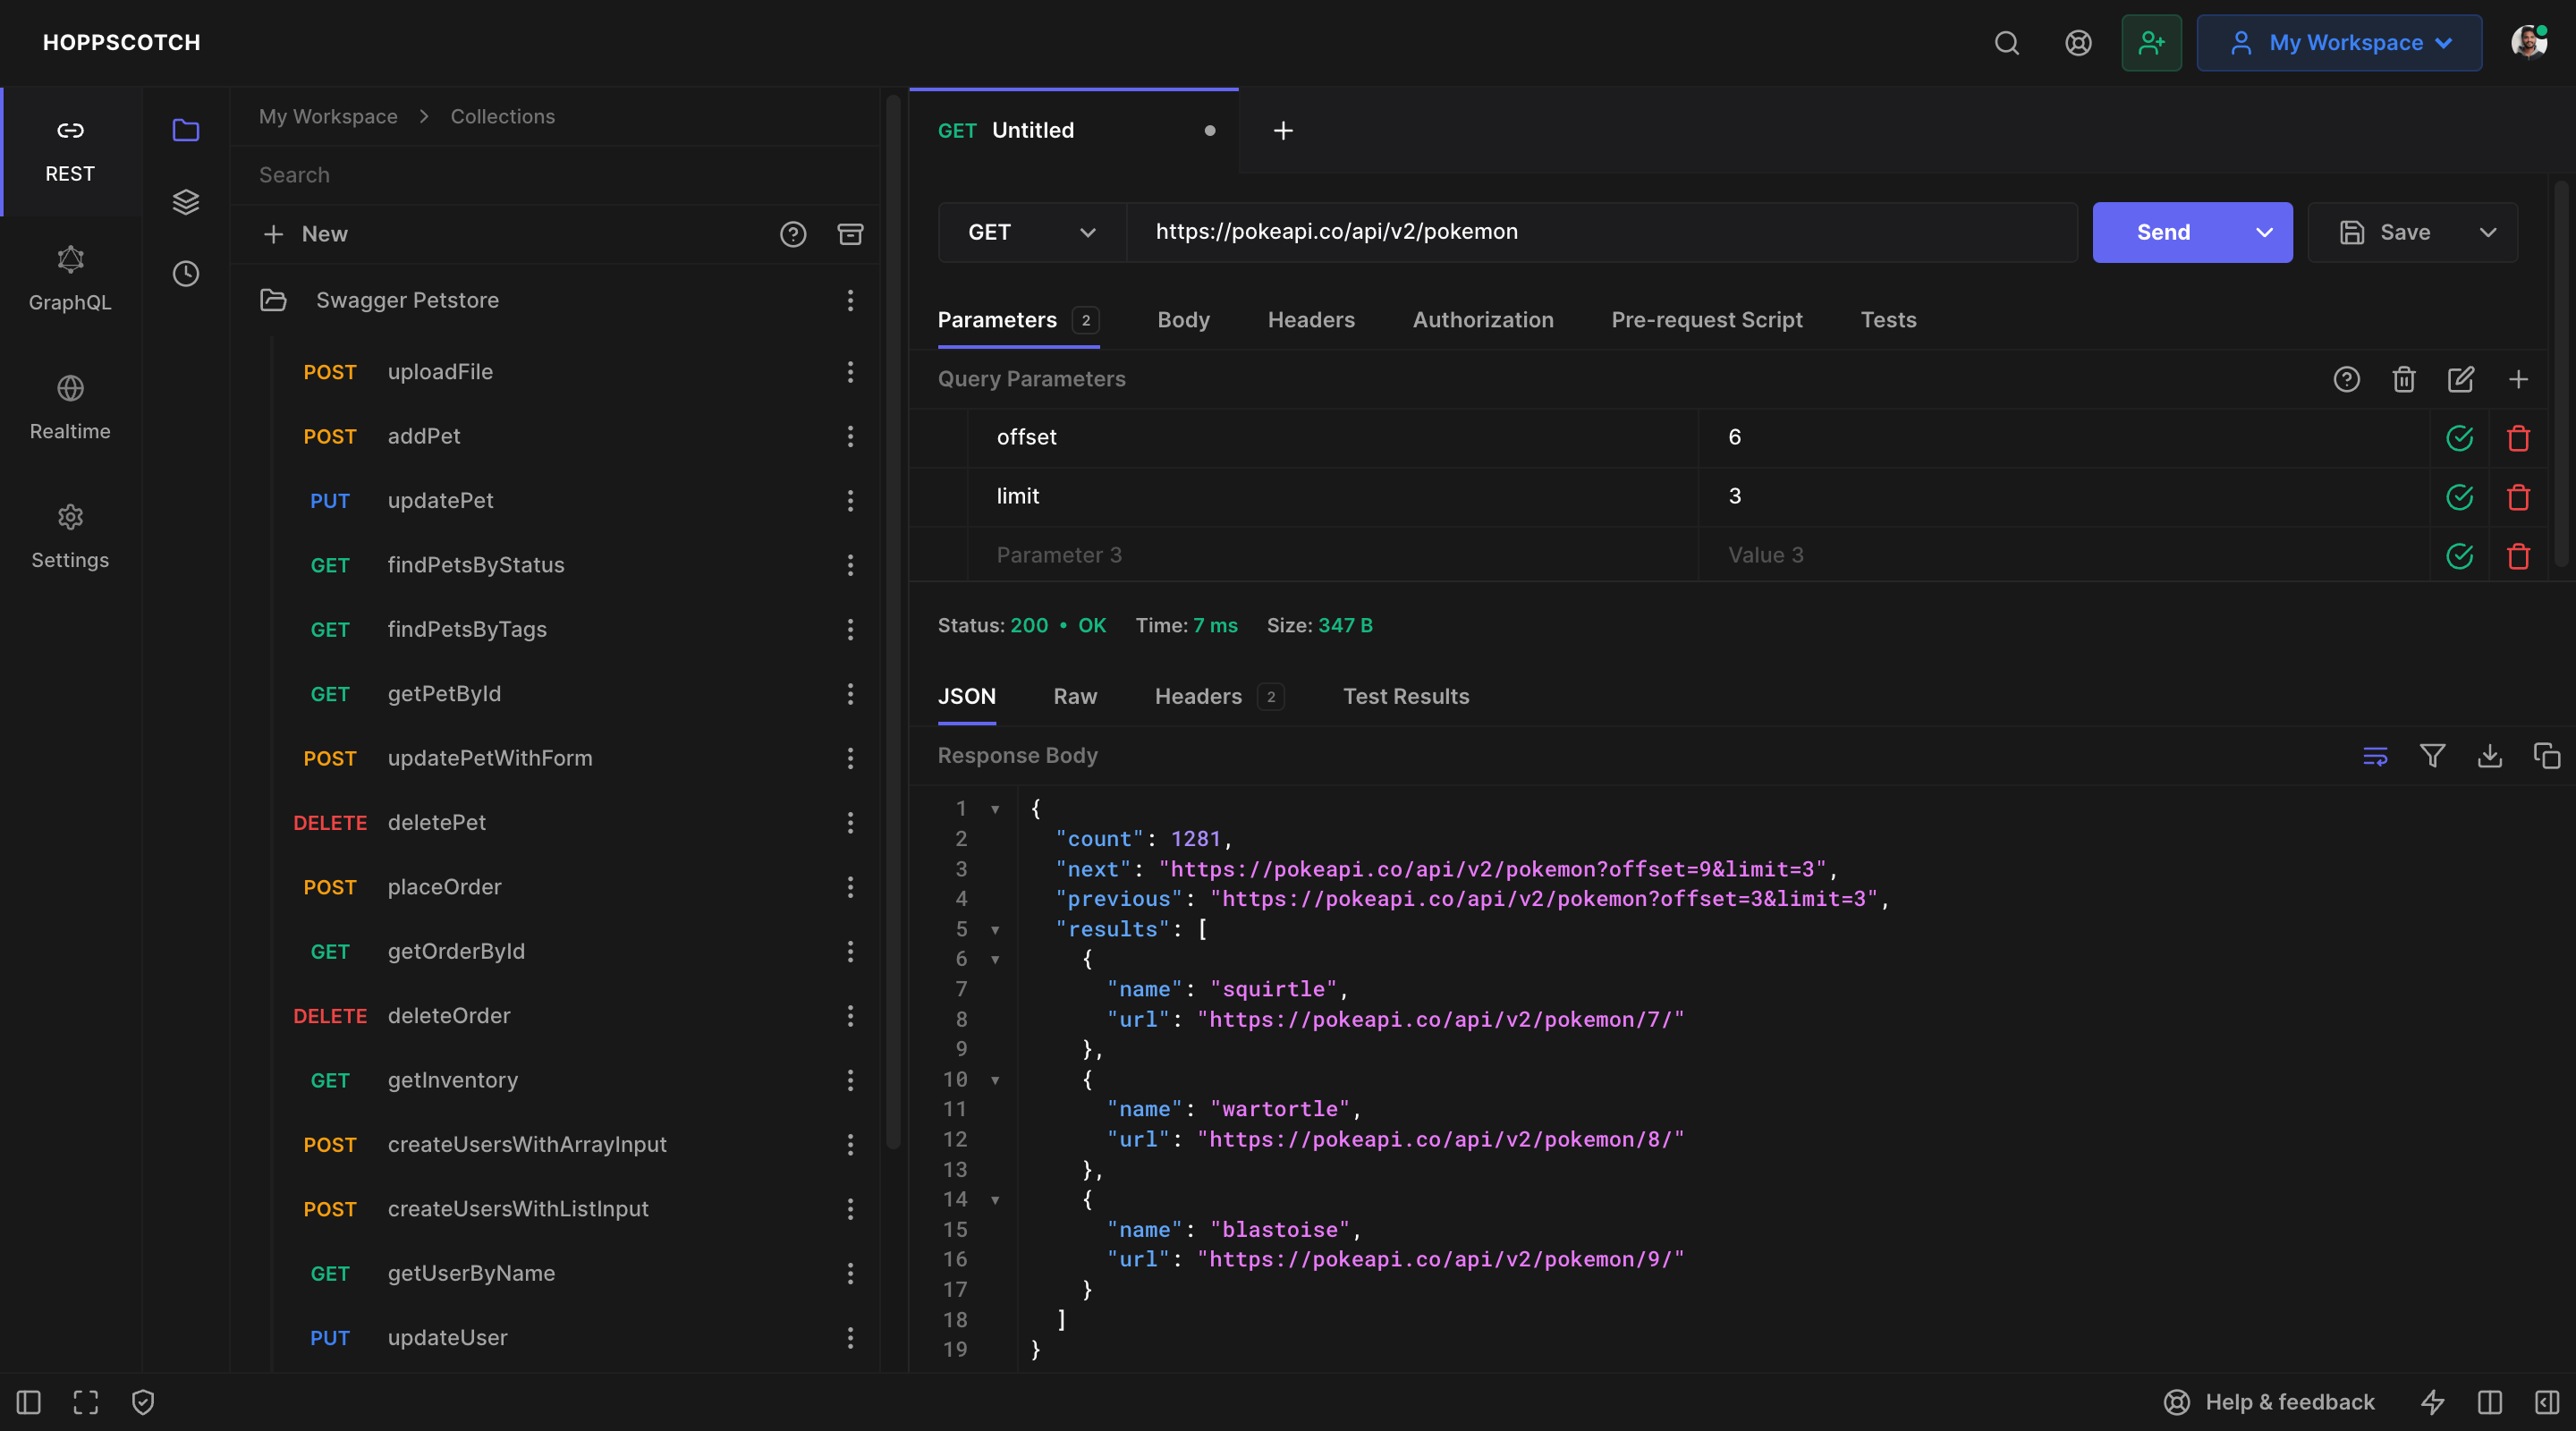 HOPPSCOTCH
My Workspace
REST
GraphQL
Realtime
Settings
My Workspace > Collections
Search
New
Swagger Petstore
POST uploadFile
POST addPet
PUT updatePet
GET findPetsByStatus
GET findPetsByTags
GET getPetById
POST updatePetWithForm
DELETE deletePet
POST placeOrder
GET getOrderById
DELETE deleteOrder
GET getInventory
POST createUsersWithArrayInput
POST createUsersWithListInput
GET getUserByName
PUT updateUser
GET Untitled
GET https://pokeapi.co/api/v2/pokemon Send Save
Parameters 2 Body Headers Authorization Pre-request Script Tests
Query Parameters
offset 6
limit 3
Parameter 3 Value 3
Status: 200 • OK Time: 7 ms Size: 347 B
JSON Raw Headers 2 Test Results
Response Body
1 {
2 "count": 1281,
3 "next": "https://pokeapi.co/api/v2/pokemon?offset=9&limit=3",
4 "previous": "https://pokeapi.co/api/v2/pokemon?offset=3&limit=3",
5 "results": [
6 {
7 "name": "squirtle",
8 "url": "https://pokeapi.co/api/v2/pokemon/7/"
9 },
10 {
11 "name": "wartortle",
12 "url": "https://pokeapi.co/api/v2/pokemon/8/"
13 },
14 {
15 "name": "blastoise",
16 "url": "https://pokeapi.co/api/v2/pokemon/9/"
17 }
18 ]
19 }
Help & feedback